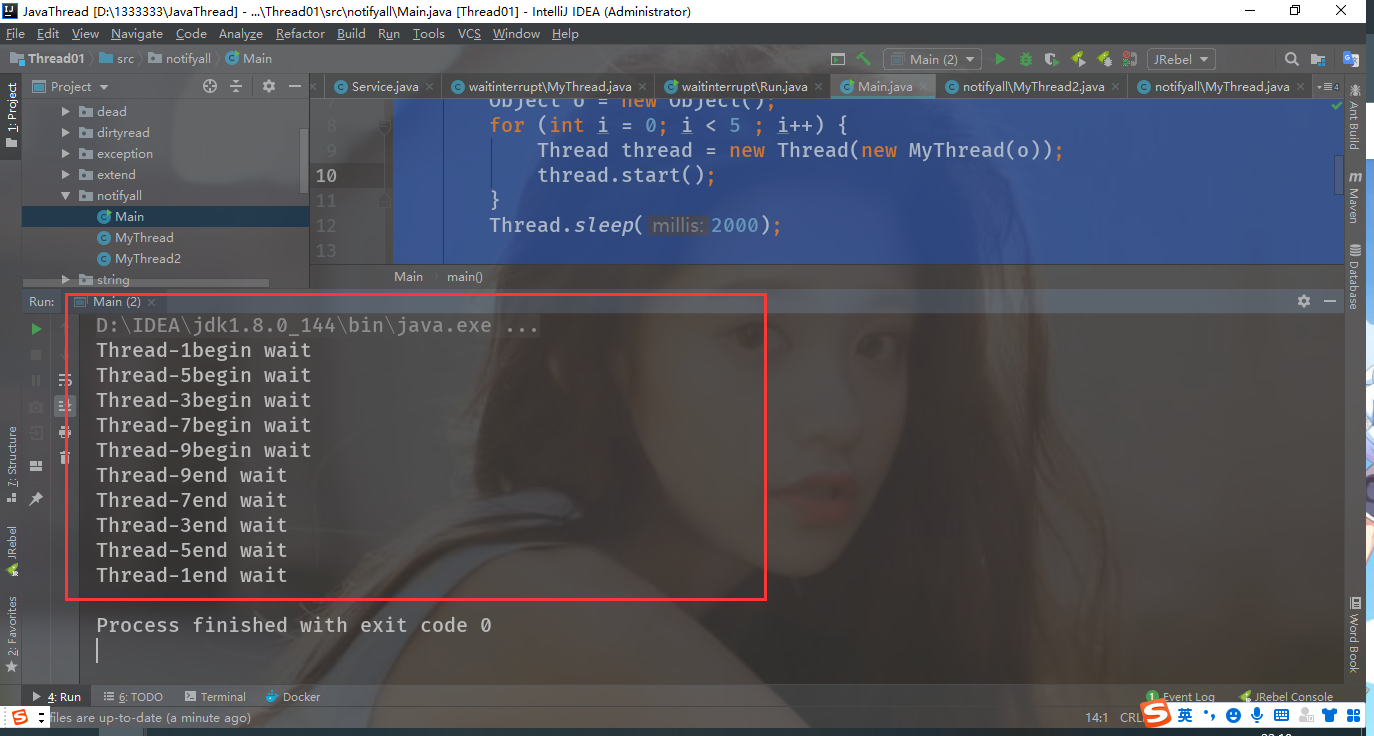 JavaThread [D:\1333333\JavaThread] - ...\Thread01\src\notifyall\Main.java [Thread01] - IntelliJ IDEA (Administrator)
File Edit View Navigate Code Analyze Refactor Build Run Tools VCS Window Help
Thread01 src notifyall Main Main (2) JRebel
Project Service.java waitinterrupt\MyThread.java waitinterrupt\Run.java Main.java notifyall\MyThread2.java notifyall\MyThread.java 4
1: Project
dead
dirtyread
exception
extend
notifyall
Main
MyThread
MyThread2
string
Object o = new Object();
8 for (int i = 0; i < 5 ; i++) {
9 Thread thread = new Thread(new MyThread(o));
10 thread.start();
11 }
12 Thread.sleep( millis: 2000);
13
Main main()
Ant Build
Maven
Database
Word Book
Run: Main (2)
D:\IDEA\jdk1.8.0_144\bin\java.exe ...
Thread-1begin wait
Thread-5begin wait
Thread-3begin wait
Thread-7begin wait
Thread-9begin wait
Thread-9end wait
Thread-7end wait
Thread-3end wait
Thread-5end wait
Thread-1end wait
Process finished with exit code 0
7: Structure
JRebel
2: Favorites
4: Run 6: TODO Terminal Docker 1 Event Log JRebel Console
files are up-to-date (a minute ago) 14:1 CRL 英